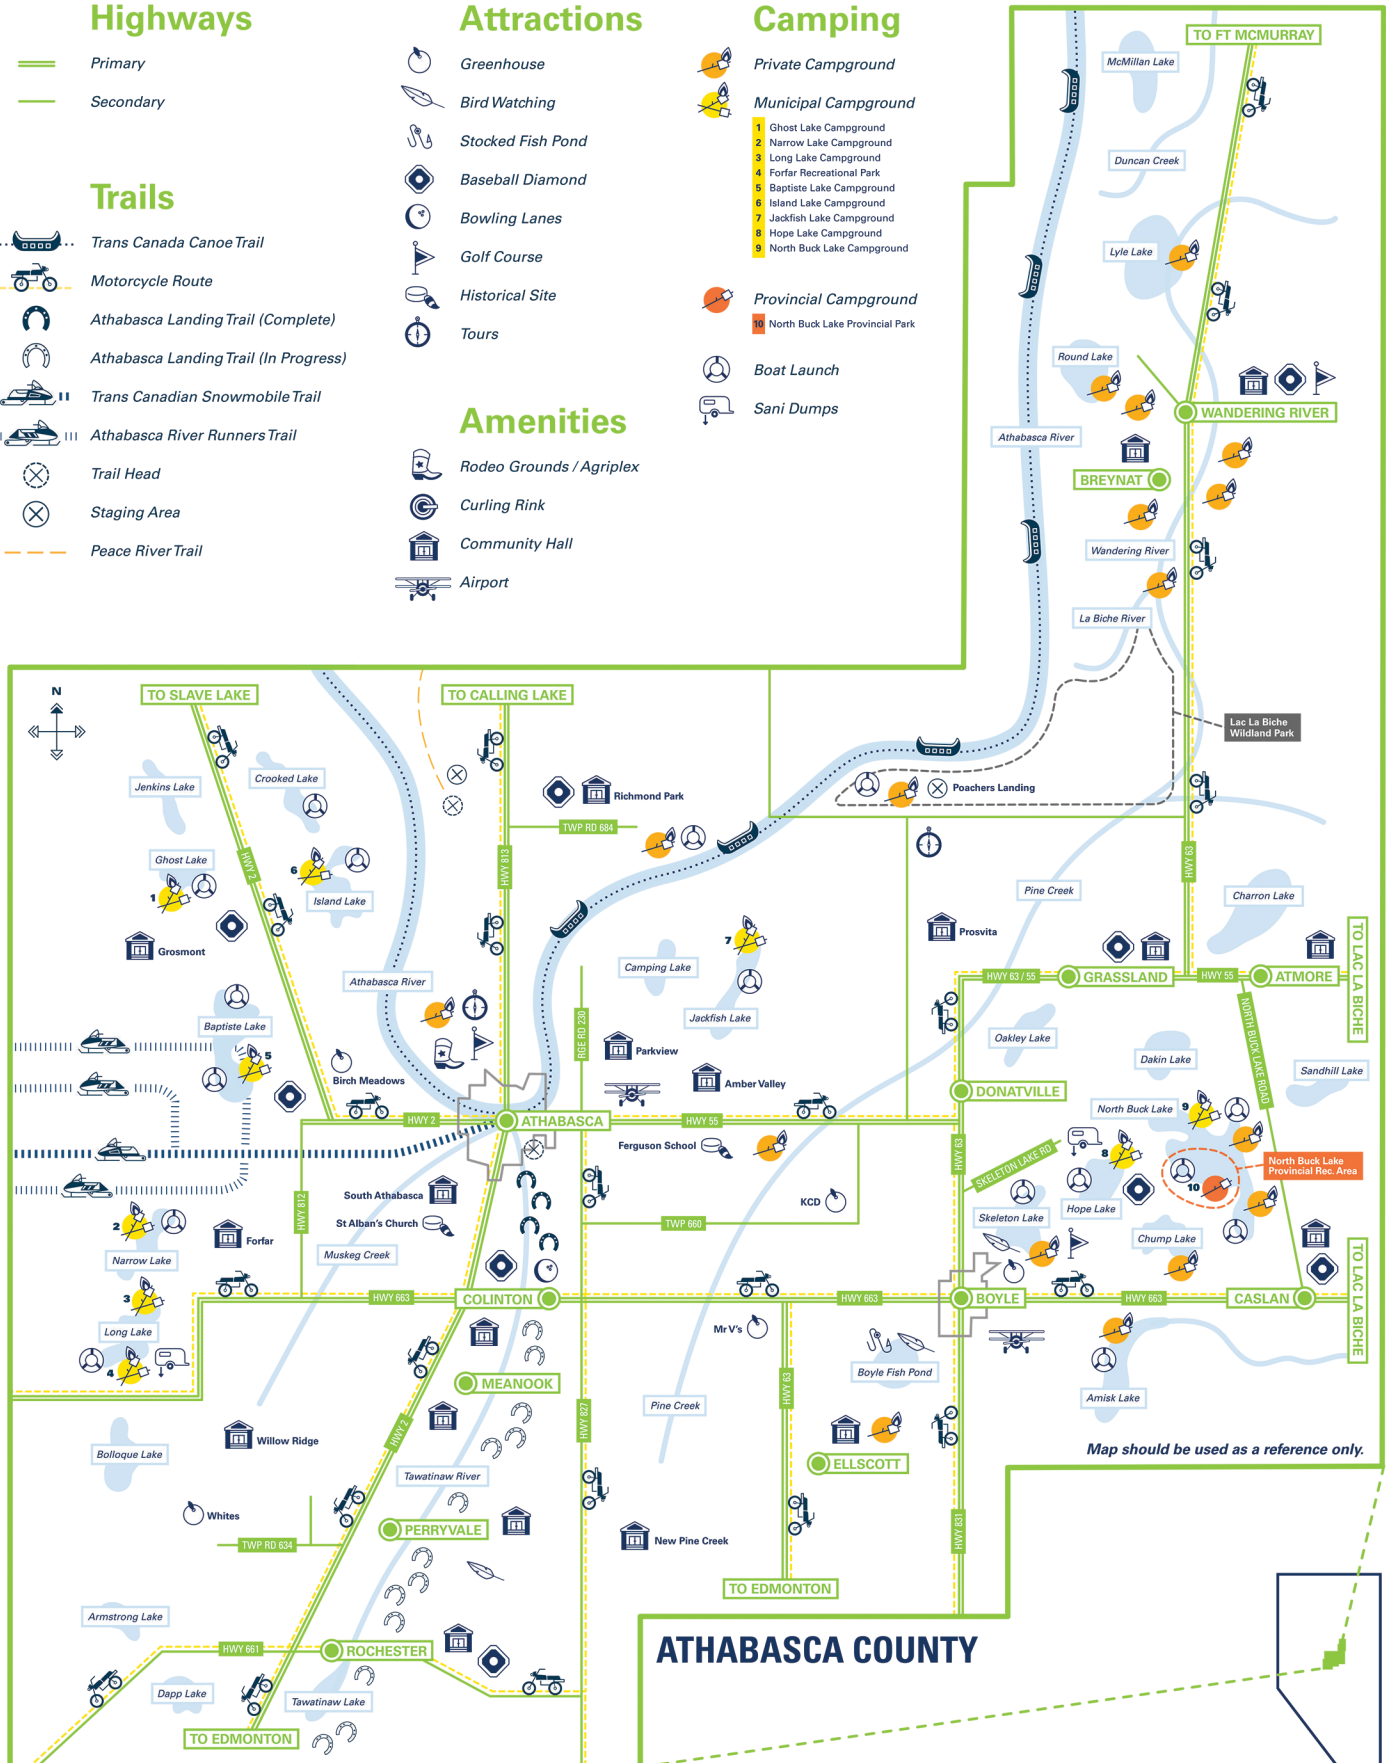 Highways
Primary
Secondary
Trails
Trans Canada Canoe Trail
Motorcycle Route
Athabasca Landing Trail (Complete)
Athabasca Landing Trail (In Progress)
Trans Canadian Snowmobile Trail
Athabasca River Runners Trail
Trail Head
Staging Area
Peace River Trail
Attractions
Greenhouse
Bird Watching
Stocked Fish Pond
Baseball Diamond
Bowling Lanes
Golf Course
Historical Site
Tours
Amenities
Rodeo Grounds / Agriplex
Curling Rink
Community Hall
Airport
Camping
Private Campground
Municipal Campground
1 Ghost Lake Campground
2 Narrow Lake Campground
3 Long Lake Campground
4 Forfar Recreational Park
5 Baptiste Lake Campground
6 Island Lake Campground
7 Jackfish Lake Campground
8 Hope Lake Campground
9 North Buck Lake Campground
Provincial Campground
10 North Buck Lake Provincial Park
Boat Launch
Sani Dumps
TO FT MCMURRAY
McMillan Lake
Duncan Creek
Lyle Lake
Round Lake
WANDERING RIVER
Athabasca River
BREYNAT
Wandering River
La Biche River
Lac La Biche
Wildland Park
N
TO SLAVE LAKE
TO CALLING LAKE
Jenkins Lake
Crooked Lake
Richmond Park
Poachers Landing
TWP RD 684
HWY 2
HWY 813
HWY 63
Ghost Lake
6
1
Island Lake
Pine Creek
Charron Lake
Grosmont
7
Prosvita
Camping Lake
Athabasca River
HWY 63 / 55
GRASSLAND
HWY 55
ATMORE
TO LAC LA BICHE
Jackfish Lake
Baptiste Lake
RGE RD 230
Oakley Lake
NORTH BUCK LAKE ROAD
5
Parkview
Dakin Lake
Sandhill Lake
Birch Meadows
Amber Valley
DONATVILLE
North Buck Lake
9
HWY 2
ATHABASCA
HWY 55
Ferguson School
HWY 63
SKELETON LAKE RD
8
North Buck Lake
Provincial Rec. Area
10
South Athabasca
HWY 812
KCD
Hope Lake
St Alban's Church
TWP 660
Skeleton Lake
2
Forfar
Muskeg Creek
Chump Lake
Narrow Lake
3
HWY 663
COLINTON
HWY 663
BOYLE
HWY 663
CASLAN
TO LAC LA BICHE
Long Lake
Mr V's
4
Boyle Fish Pond
MEANOOK
HWY 63
Amisk Lake
Pine Creek
HWY 2
HWY 827
Willow Ridge
Bolloque Lake
Map should be used as a reference only.
ELLSCOTT
Tawatinaw River
Whites
PERRYVALE
HWY 831
New Pine Creek
TWP RD 634
TO EDMONTON
Armstrong Lake
HWY 661
ROCHESTER
ATHABASCA COUNTY
Dapp Lake
Tawatinaw Lake
TO EDMONTON